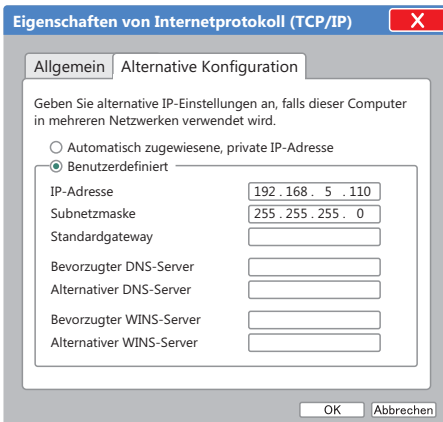 Eigenschaften von Internetprotokoll (TCP/IP)
X
Allgemein
Alternative Konfiguration
Geben Sie alternative IP-Einstellungen an, falls dieser Computer
in mehreren Netzwerken verwendet wird.
Automatisch zugewiesene, private IP-Adresse
Benutzerdefiniert
IP-Adresse 192 . 168 . 5 . 110
Subnetzmaske 255 . 255 . 255 . 0
Standardgateway
Bevorzugter DNS-Server
Alternativer DNS-Server
Bevorzugter WINS-Server
Alternativer WINS-Server
OK
Abbrechen